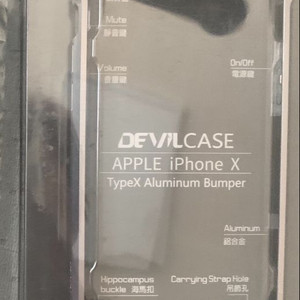 Mute
靜音鍵
Volume
音量鍵
On/Off
電源鍵
DEVILCASE
APPLE iPhone X
TypeX Aluminum Bumper
Aluminum
鋁合金
Hippocampus
buckle 海馬扣
Carrying Strap Hole
吊飾孔